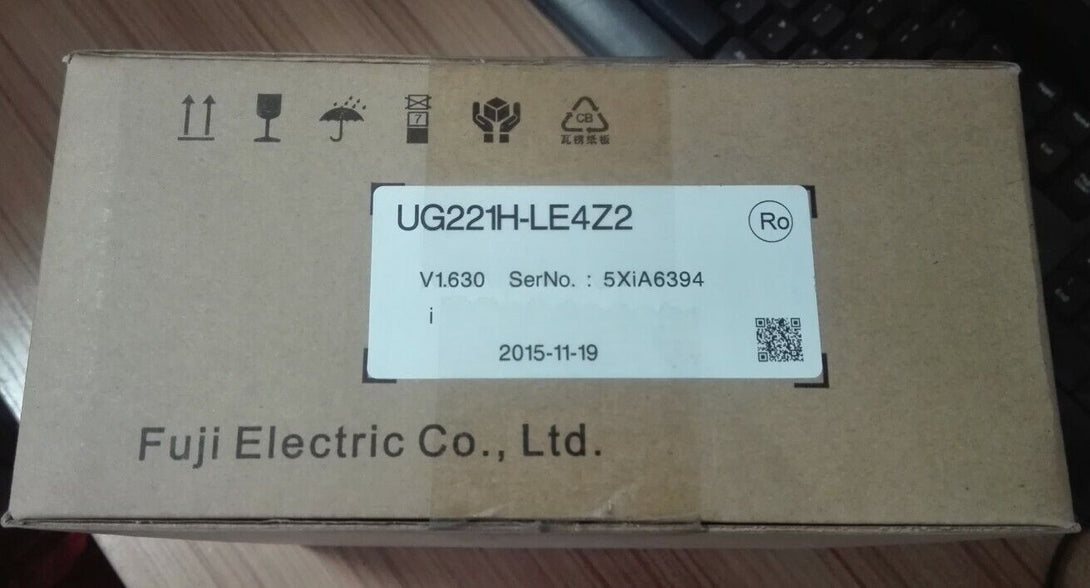 7
CB
瓦楞纸板
UG221H-LE4Z2
Ro
V1.630 SerNo. : 5XiA6394
i
2015-11-19
Fuji Electric Co., Ltd.